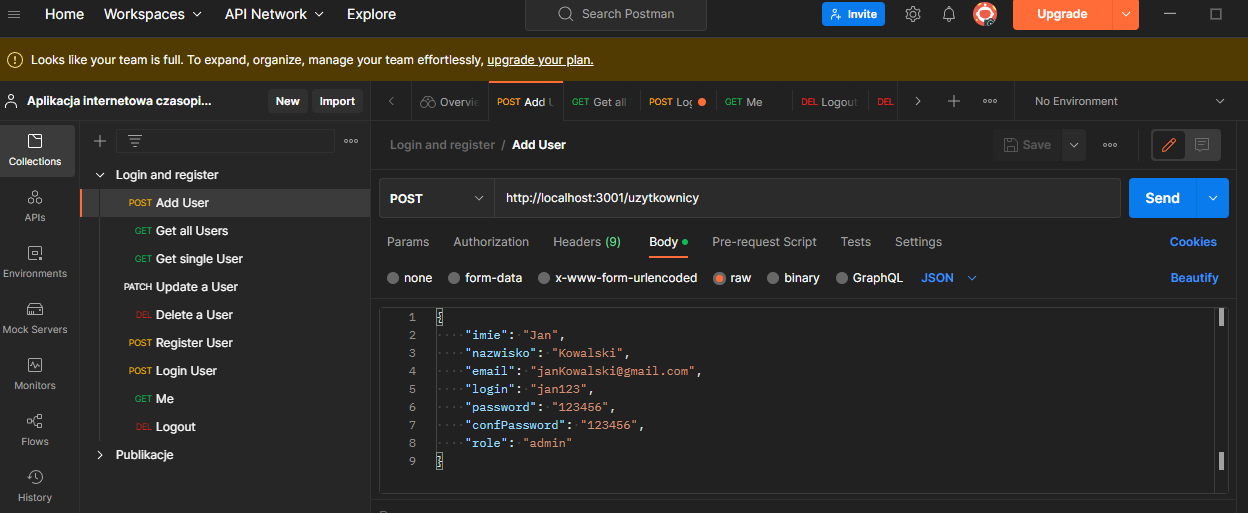 Home Workspaces API Network Explore Search Postman Invite Upgrade
Looks like your team is full. To expand, organize, manage your team effortlessly, upgrade your plan.
Aplikacja internetowa czasopi... New Import
Overvie POST Add U GET Get all POST Log GET Me DEL Logout DEL No Environment
Collections
APIs
Environments
Mock Servers
Monitors
Flows
History
Login and register
POST Add User
GET Get all Users
GET Get single User
PATCH Update a User
DEL Delete a User
POST Register User
POST Login User
GET Me
DEL Logout
Publikacje
Login and register / Add User Save
POST http://localhost:3001/uzytkownicy Send
Params Authorization Headers (9) Body Pre-request Script Tests Settings Cookies
none form-data x-www-form-urlencoded raw binary GraphQL JSON Beautify
1 {
2 "imie": "Jan",
3 "nazwisko": "Kowalski",
4 "email": "janKowalski@gmail.com",
5 "login": "jan123",
6 "password": "123456",
7 "confPassword": "123456",
8 "role": "admin"
9 }